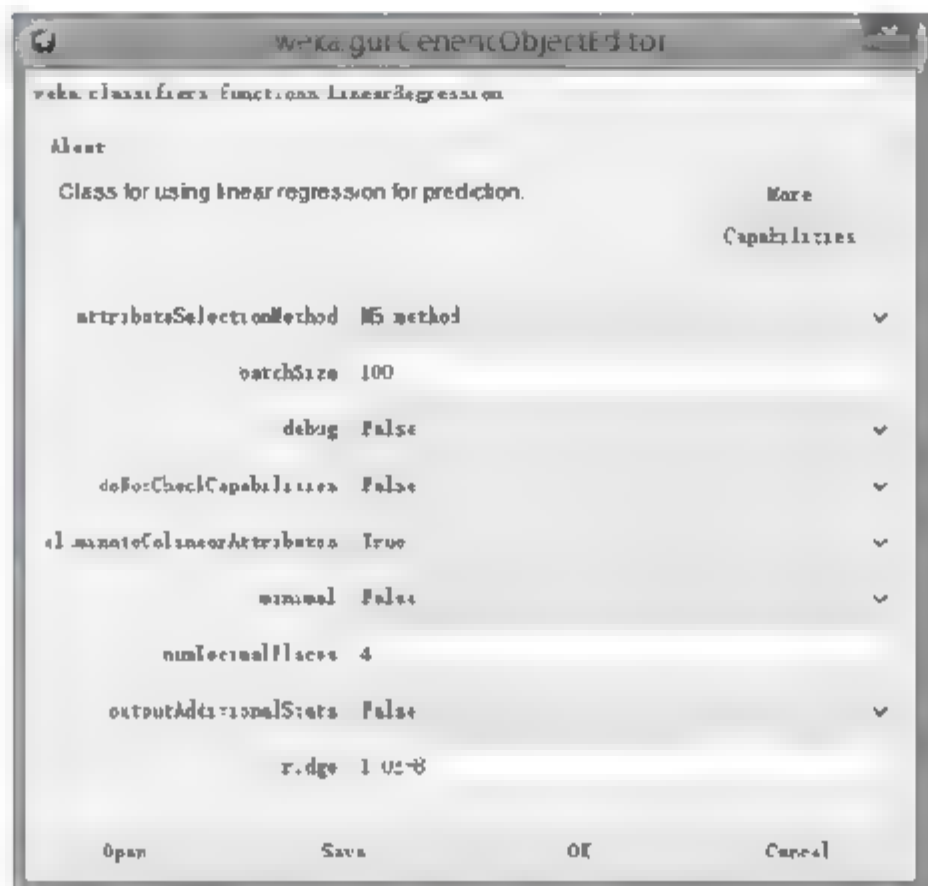 weka.gui.GenericObjectEditor
weka.classifiers.functions.LinearRegression
About
Class for using linear regression for prediction.
More
Capabilities
attributeSelectionMethod M5 method
batchSize 100
debug False
doNotCheckCapabilities False
eliminateColinearAttributes True
minimal False
numDecimalPlaces 4
outputAdditionalStats False
ridge 1.0E-8
Open Save OK Cancel